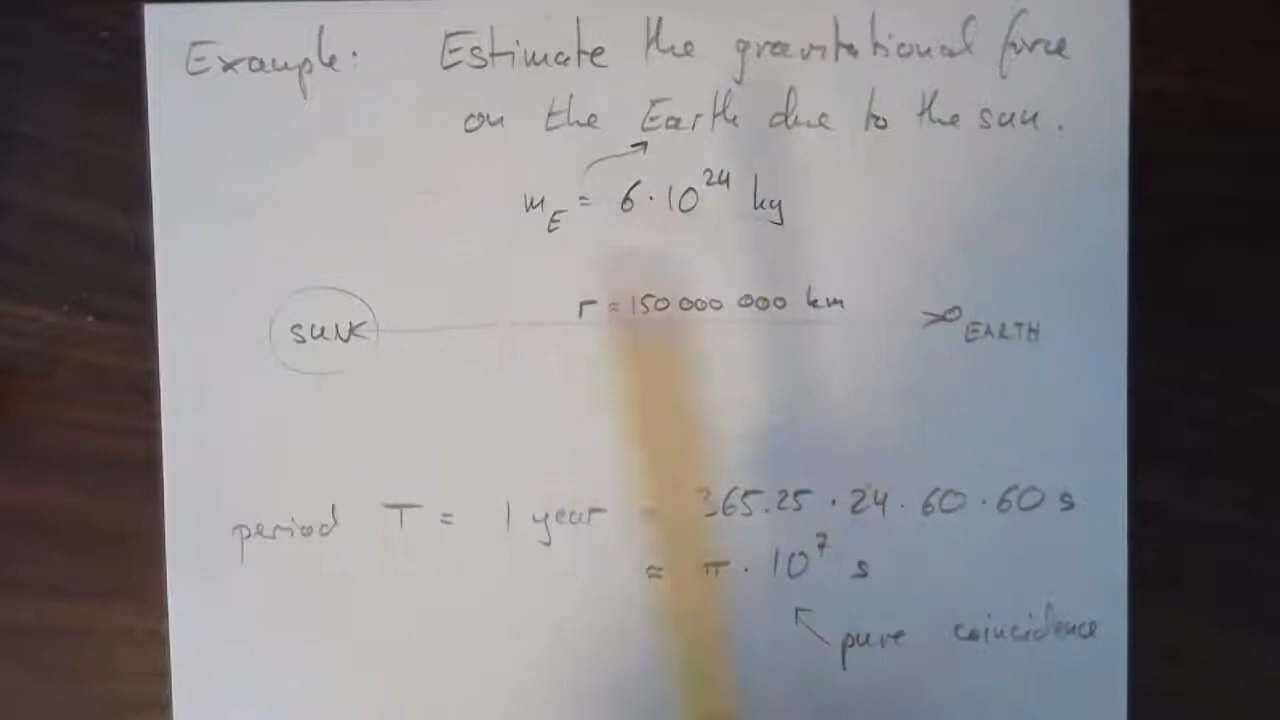 Example: Estimate the gravitational force
on the Earth due to the sun.
m_E = 6 · 10^24 kg
r = 150 000 000 km
SUN
EARTH
period T = 1 year = 365.25 · 24 · 60 · 60 s
≈ π · 10^7 s
pure coincidence